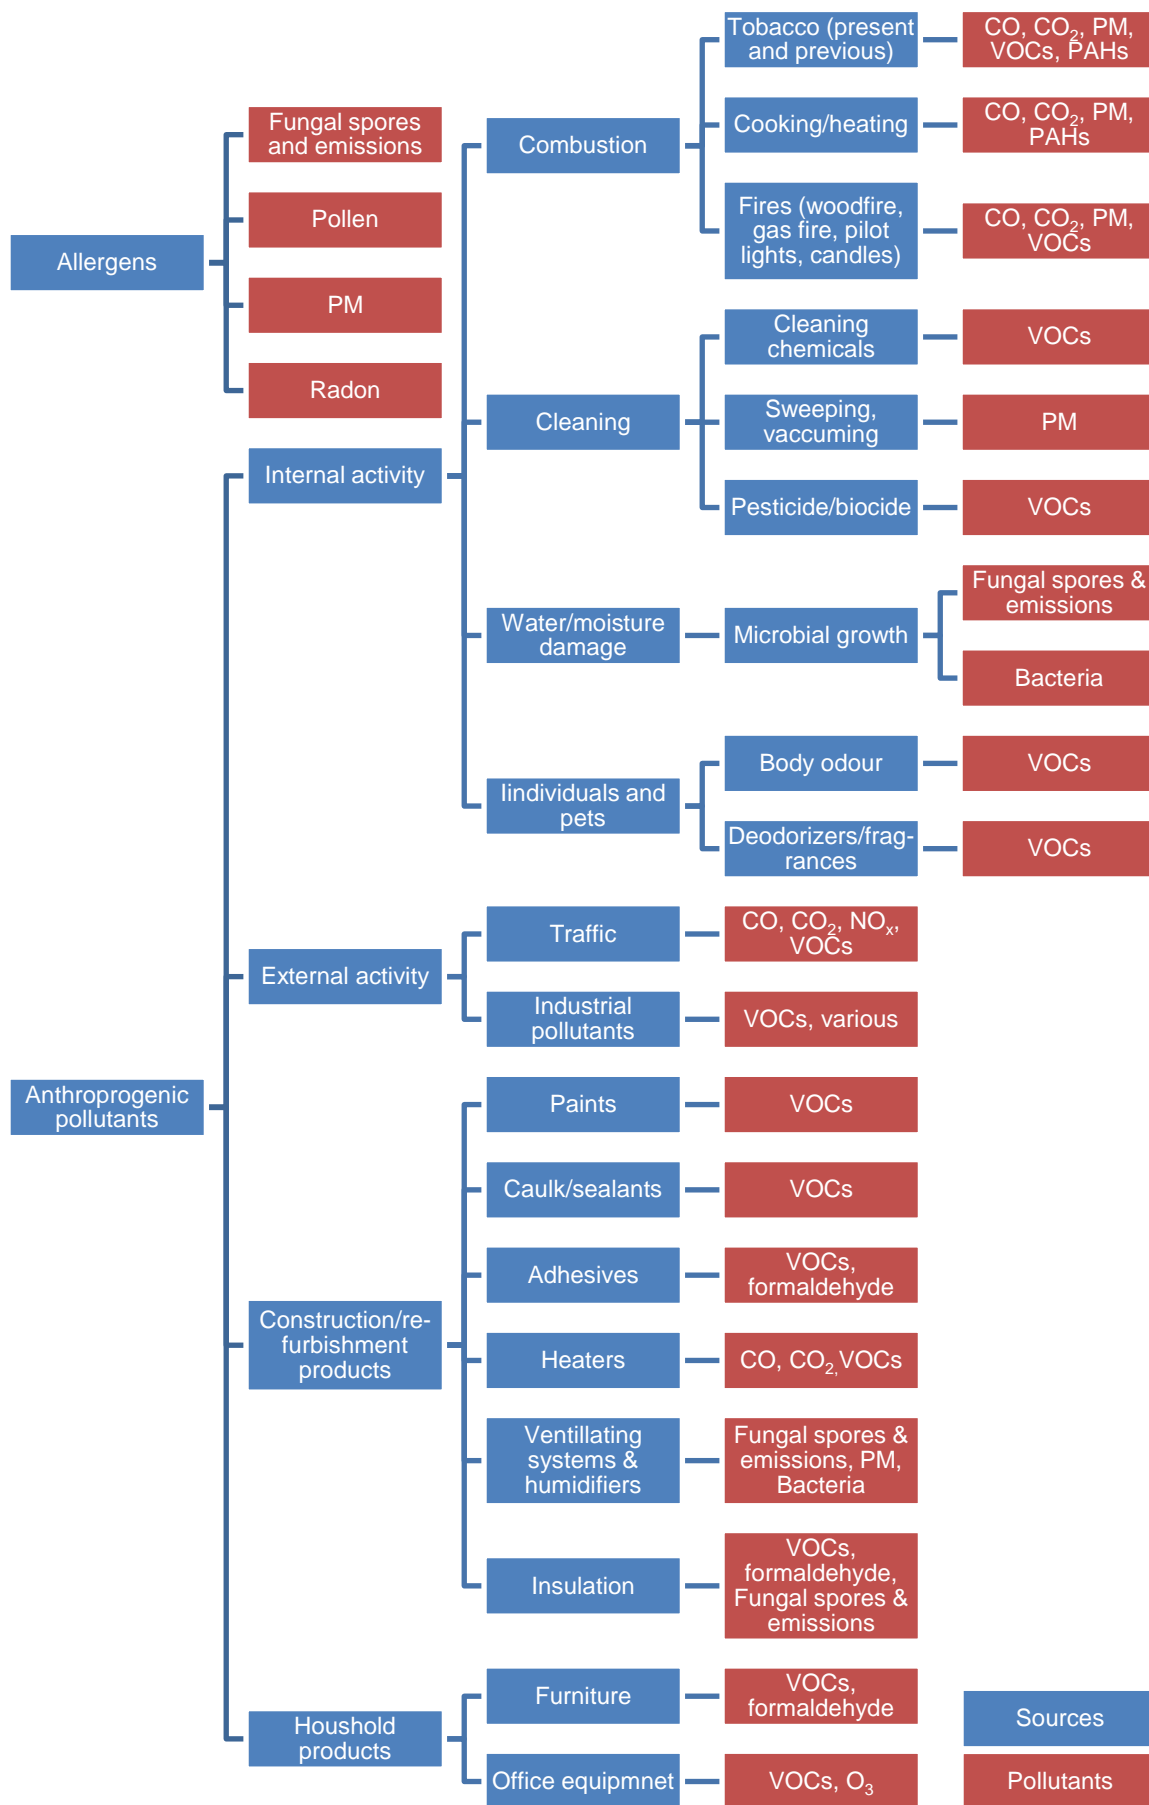 Allergens
Fungal spores
and emissions
Pollen
PM
Radon
Anthroprogenic
pollutants
Internal activity
Combustion
Tobacco (present
and previous)
CO, CO₂, PM,
VOCs, PAHs
Cooking/heating
CO, CO₂, PM,
PAHs
Fires (woodfire,
gas fire, pilot
lights, candles)
CO, CO₂, PM,
VOCs
Cleaning
Cleaning
chemicals
VOCs
Sweeping,
vaccuming
PM
Pesticide/biocide
VOCs
Water/moisture
damage
Microbial growth
Fungal spores &
emissions
Bacteria
Iindividuals and
pets
Body odour
VOCs
Deodorizers/frag-
rances
VOCs
External activity
Traffic
CO, CO₂, NOₓ,
VOCs
Industrial
pollutants
VOCs, various
Construction/re-
furbishment
products
Paints
VOCs
Caulk/sealants
VOCs
Adhesives
VOCs,
formaldehyde
Heaters
CO, CO₂,VOCs
Ventillating
systems &
humidifiers
Fungal spores &
emissions, PM,
Bacteria
Insulation
VOCs,
formaldehyde,
Fungal spores &
emissions
Houshold
products
Furniture
VOCs,
formaldehyde
Office equipmnet
VOCs, O₃
Sources
Pollutants